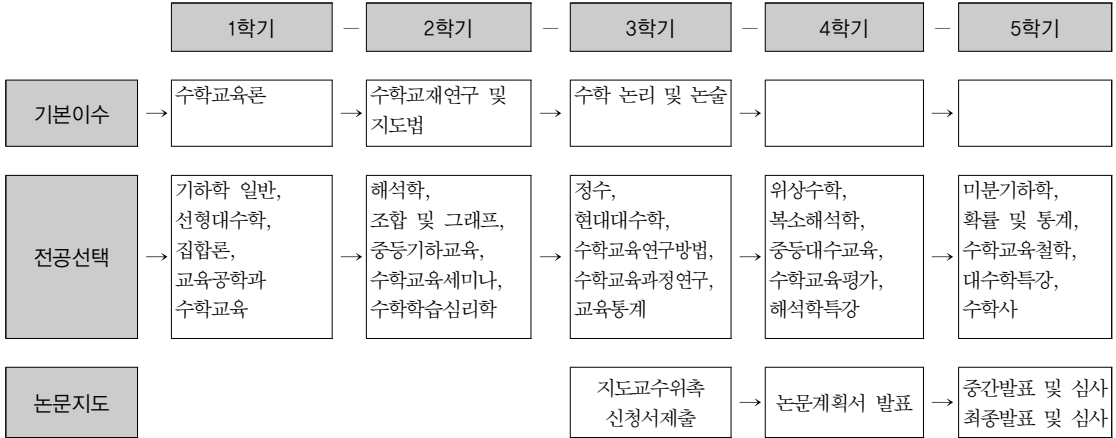 1학기 － 2학기 － 3학기 － 4학기 － 5학기
기본이수 → 수학교육론 → 수학교재연구 및 지도법 → 수학 논리 및 논술 → →
전공선택 → 기하학 일반, 선형대수학, 집합론, 교육공학과 수학교육 → 해석학, 조합 및 그래프, 중등기하교육, 수학교육세미나, 수학학습심리학 → 정수, 현대대수학, 수학교육연구방법, 수학교육과정연구, 교육통계 → 위상수학, 복소해석학, 중등대수교육, 수학교육평가, 해석학특강 → 미분기하학, 확률 및 통계, 수학교육철학, 대수학특강, 수학사
논문지도 지도교수위촉 신청서제출 → 논문계획서 발표 → 중간발표 및 심사 최종발표 및 심사